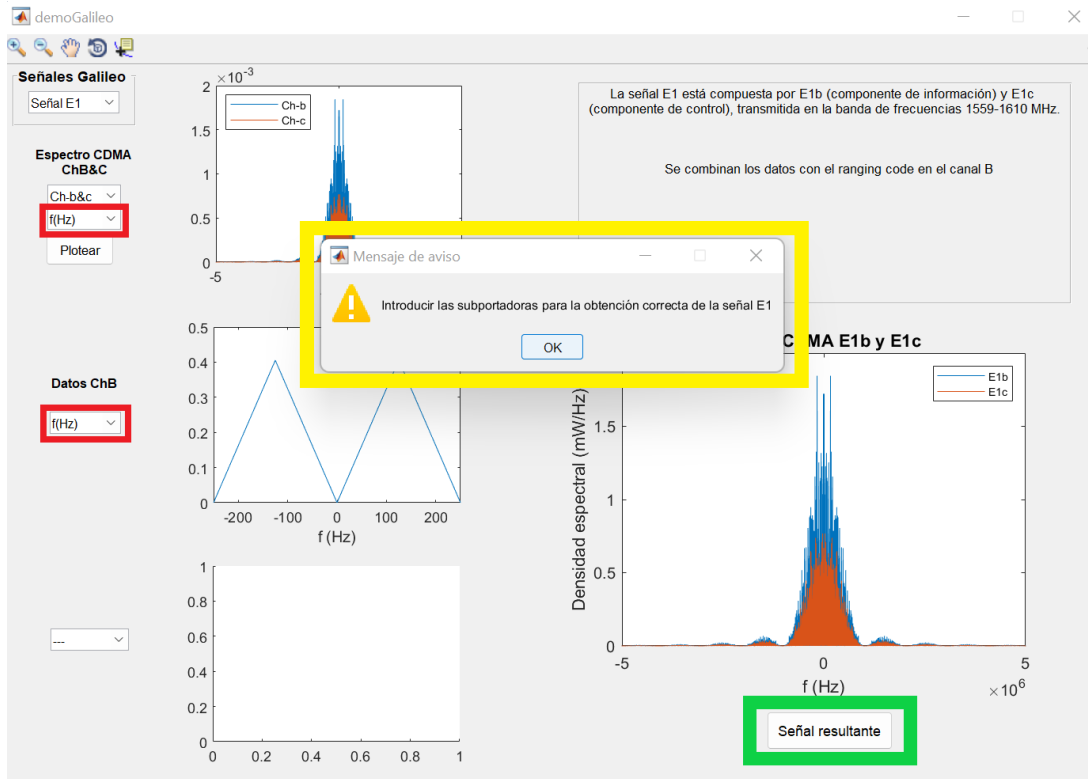 demoGalileo
Señales Galileo
Señal E1
Espectro CDMA
ChB&C
Ch-b&c
f(Hz)
Plotear
×10-3
2
1.5
1
0.5
0
-5
Ch-b
Ch-c
La señal E1 está compuesta por E1b (componente de información) y E1c
(componente de control), transmitida en la banda de frecuencias 1559-1610 MHz.
Se combinan los datos con el ranging code en el canal B
Mensaje de aviso
Introducir las subportadoras para la obtención correcta de la señal E1
OK
Datos ChB
f(Hz)
0.5
0.4
0.3
0.2
0.1
0
-200 -100 0 100 200
f (Hz)
MA E1b y E1c
E1b
E1c
Densidad espectral (mW/Hz)
1.5
1
0.5
0
-5 0 5
f (Hz)
×106
---
1
0.8
0.6
0.4
0.2
0
0 0.2 0.4 0.6 0.8 1
Señal resultante